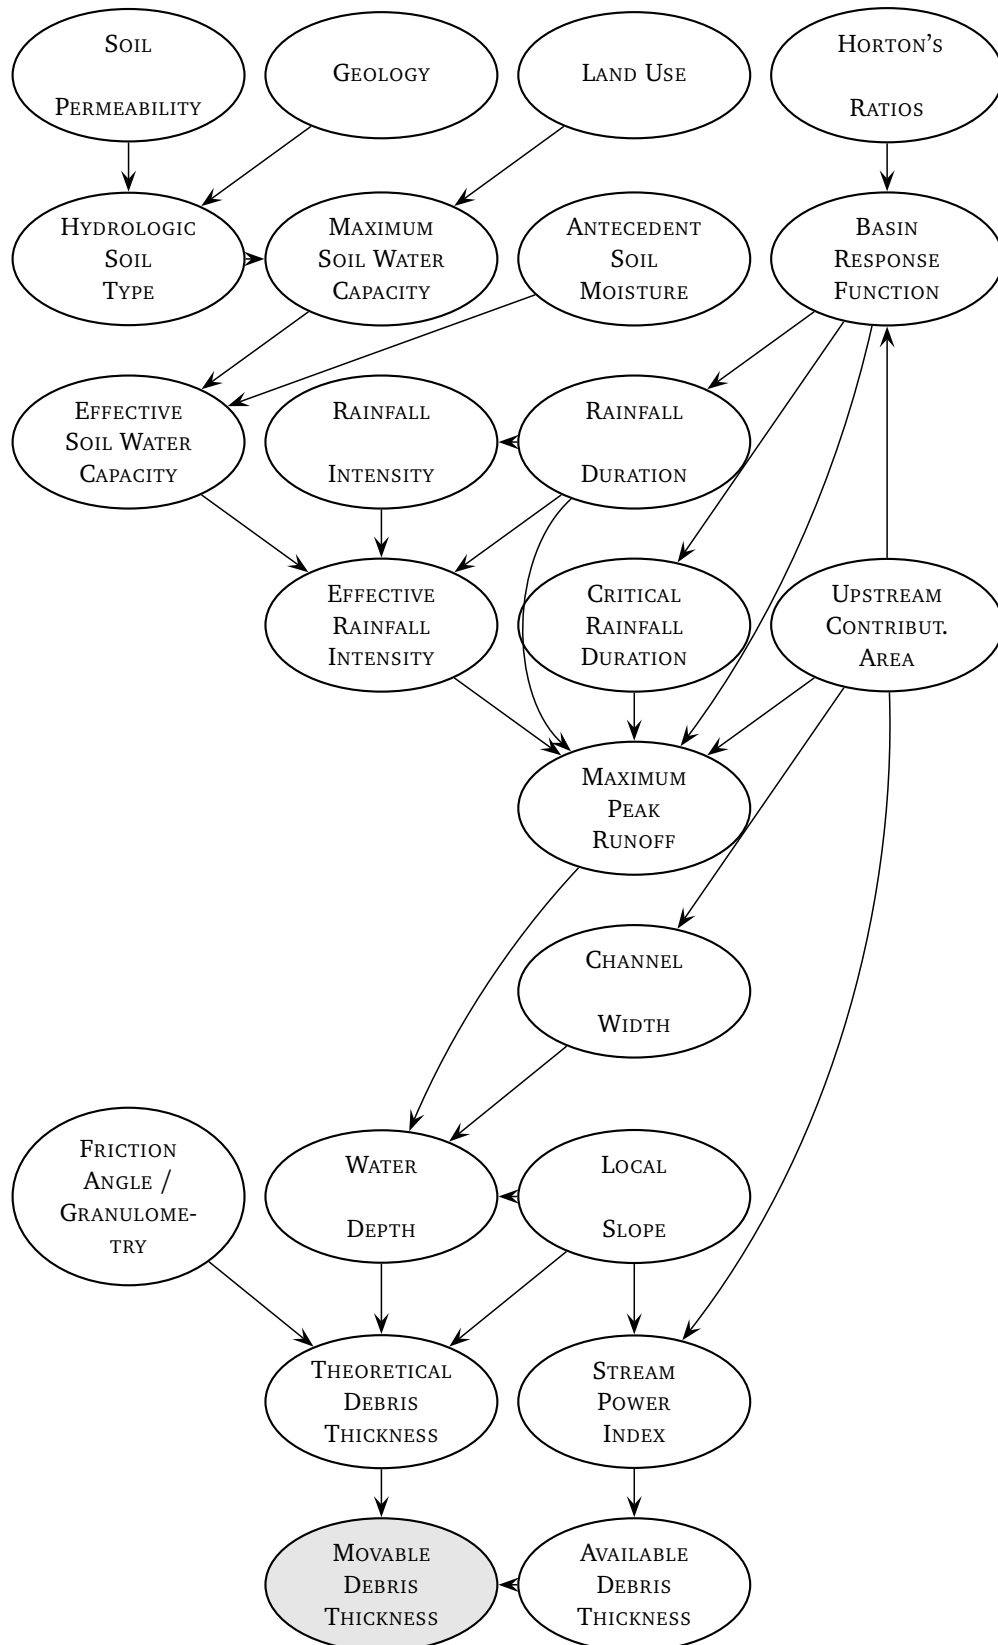 Soil
Permeability
Geology
Land Use
Horton's
Ratios
Hydrologic
Soil
Type
Maximum
Soil Water
Capacity
Antecedent
Soil
Moisture
Basin
Response
Function
Effective
Soil Water
Capacity
Rainfall
Intensity
Rainfall
Duration
Effective
Rainfall
Intensity
Critical
Rainfall
Duration
Upstream
Contribut.
Area
Maximum
Peak
Runoff
Channel
Width
Friction
Angle /
Granulome-
try
Water
Depth
Local
Slope
Theoretical
Debris
Thickness
Stream
Power
Index
Movable
Debris
Thickness
Available
Debris
Thickness